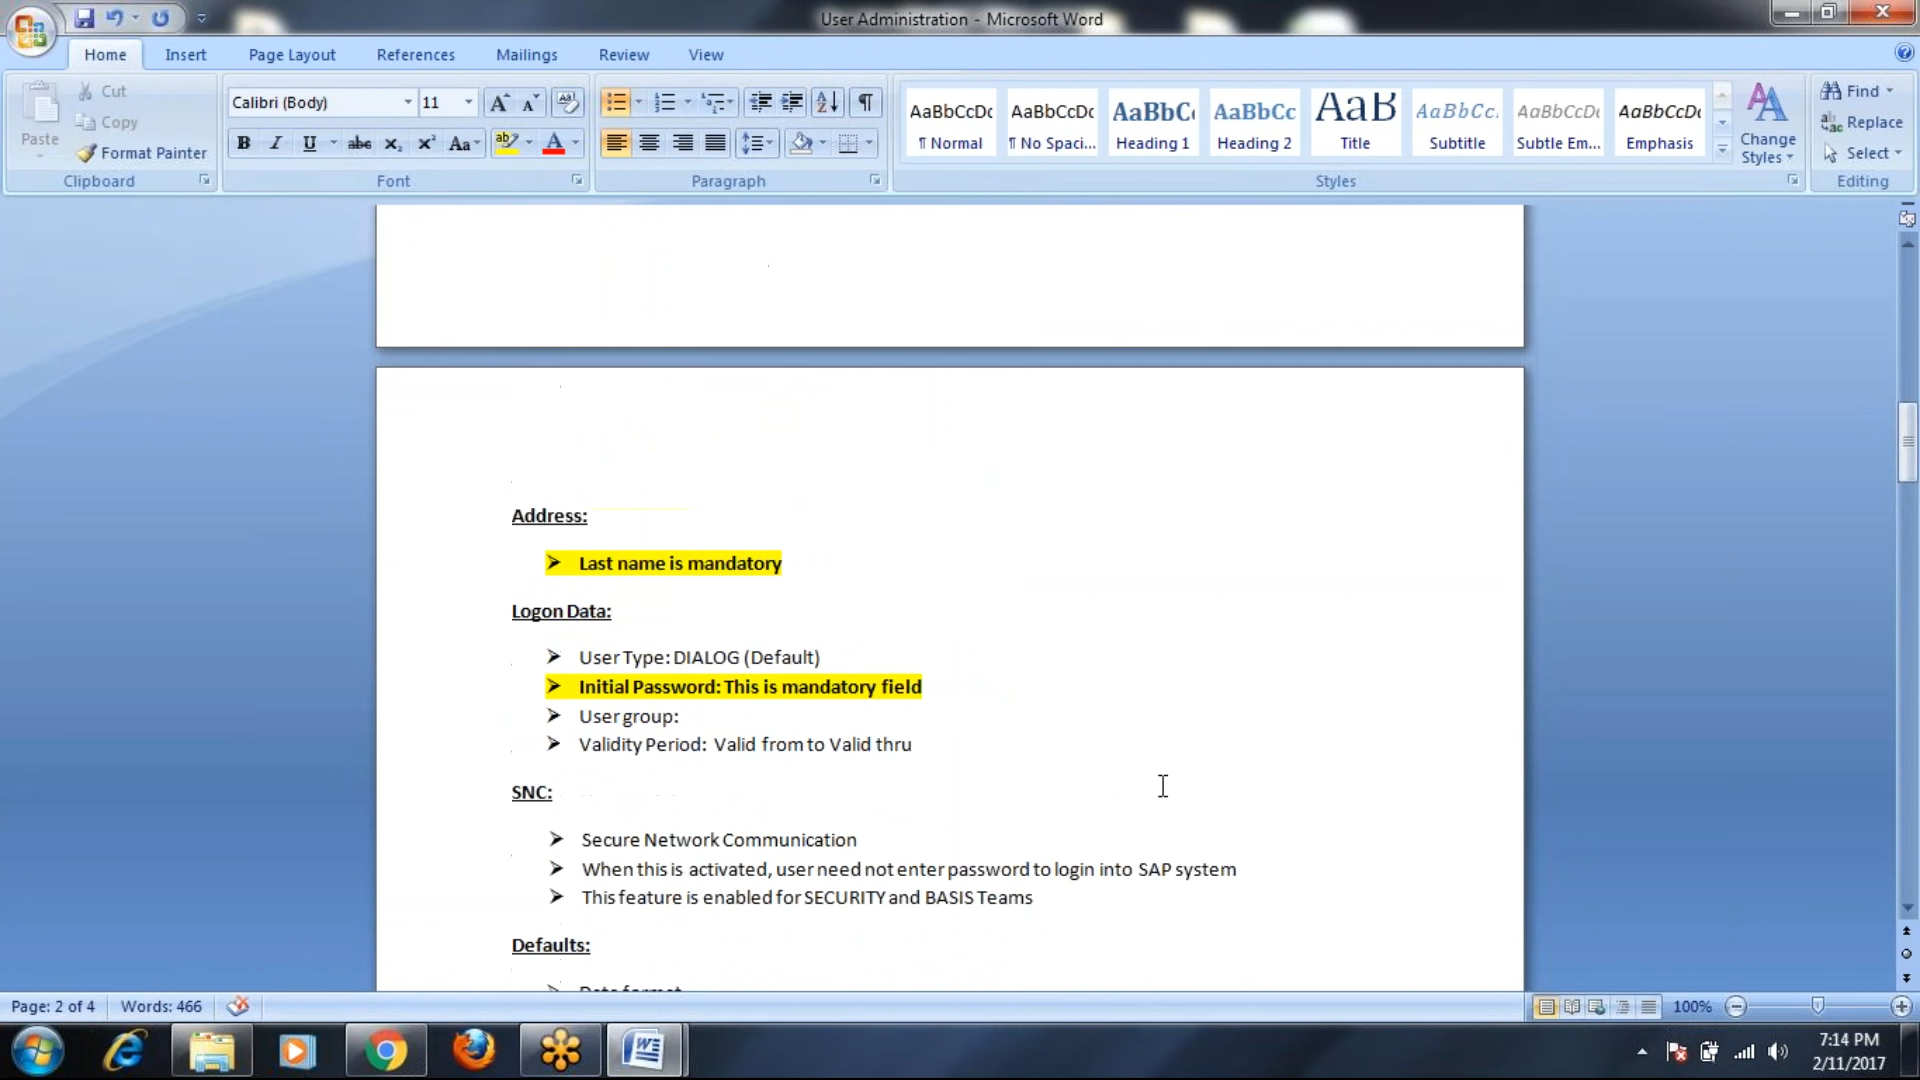 User Administration - Microsoft Word
Home Insert Page Layout References Mailings Review View
Paste
Cut
Copy
Format Painter
Clipboard
Calibri (Body) 11
Font
Paragraph
AaBbCcDc AaBbCcDc AaBbC AaBbCc AaB AaBbCc. AaBbCcDc AaBbCcDc
¶ Normal ¶ No Spaci... Heading 1 Heading 2 Title Subtitle Subtle Em... Emphasis
Styles
Change
Styles
Find
Replace
Select
Editing
Address:
➤ Last name is mandatory
Logon Data:
➤ User Type: DIALOG (Default)
➤ Initial Password: This is mandatory field
➤ User group:
➤ Validity Period: Valid from to Valid thru
SNC:
➤ Secure Network Communication
➤ When this is activated, user need not enter password to login into SAP system
➤ This feature is enabled for SECURITY and BASIS Teams
Defaults:
➤ Date format
Page: 2 of 4 Words: 466 100%
7:14 PM
2/11/2017